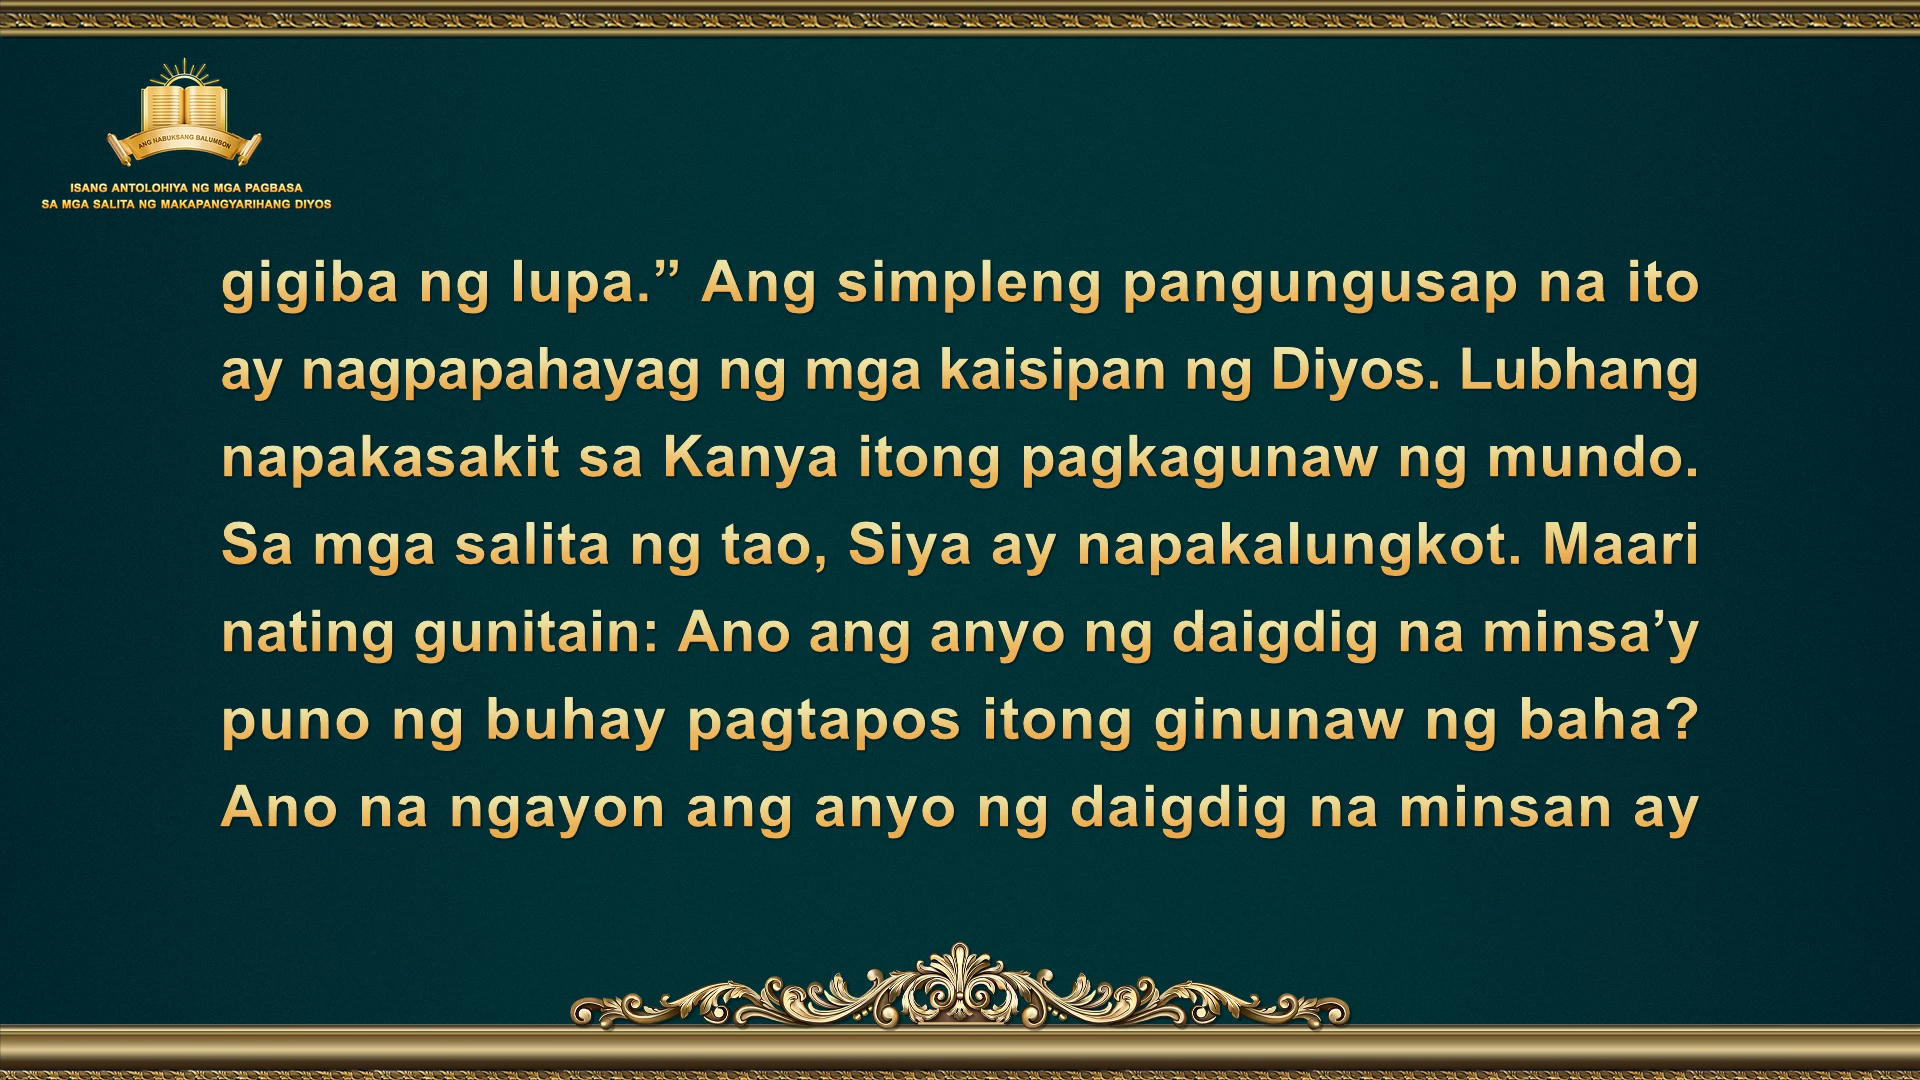 ANG NABUKSANG BALUMBON
ISANG ANTOLOHIYA NG MGA PAGBASA
SA MGA SALITA NG MAKAPANGYARIHANG DIYOS
gigiba ng lupa.” Ang simpleng pangungusap na ito
ay nagpapahayag ng mga kaisipan ng Diyos. Lubhang
napakasakit sa Kanya itong pagkagunaw ng mundo.
Sa mga salita ng tao, Siya ay napakalungkot. Maari
nating gunitain: Ano ang anyo ng daigdig na minsa’y
puno ng buhay pagtapos itong ginunaw ng baha?
Ano na ngayon ang anyo ng daigdig na minsan ay